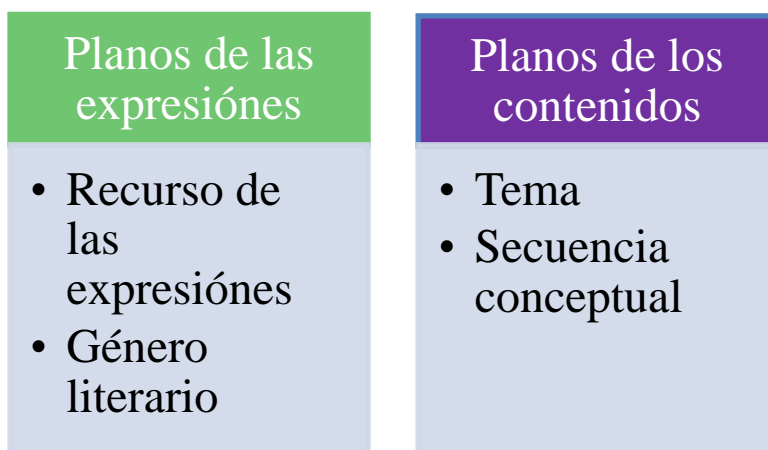 Planos de las
expresiónes
• Recurso de
las
expresiónes
• Género
literario
Planos de los
contenidos
• Tema
• Secuencia
conceptual